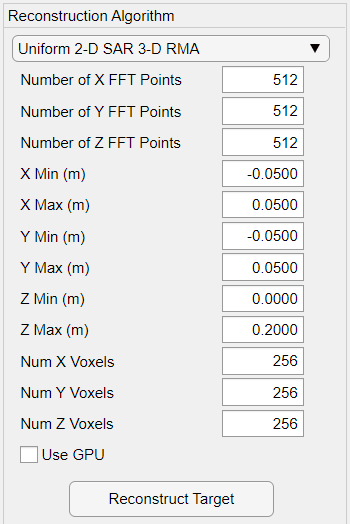 Reconstruction Algorithm
Uniform 2-D SAR 3-D RMA
Number of X FFT Points 512
Number of Y FFT Points 512
Number of Z FFT Points 512
X Min (m) -0.0500
X Max (m) 0.0500
Y Min (m) -0.0500
Y Max (m) 0.0500
Z Min (m) 0.0000
Z Max (m) 0.2000
Num X Voxels 256
Num Y Voxels 256
Num Z Voxels 256
Use GPU
Reconstruct Target